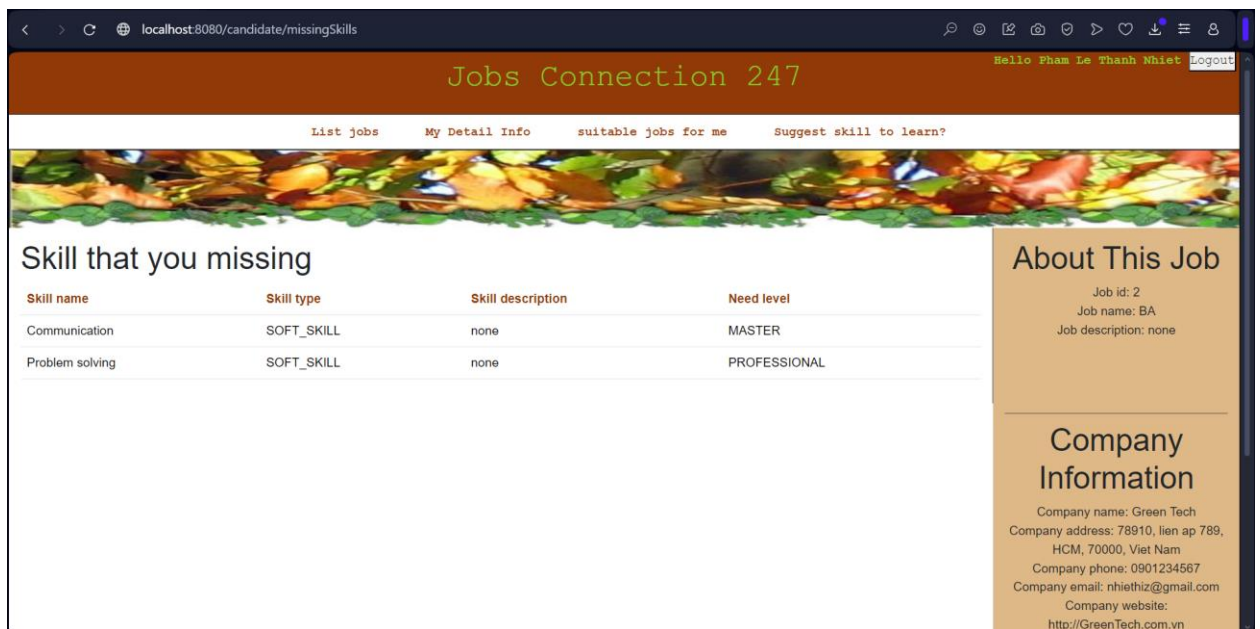 localhost:8080/candidate/missingSkills
Hello Pham Le Thanh Nhiet Logout
Jobs Connection 247
List jobs My Detail Info suitable jobs for me Suggest skill to learn?
Skill that you missing
Skill name Skill type Skill description Need level
Communication SOFT_SKILL none MASTER
Problem solving SOFT_SKILL none PROFESSIONAL
About This Job
Job id: 2
Job name: BA
Job description: none
Company
Information
Company name: Green Tech
Company address: 78910, lien ap 789,
HCM, 70000, Viet Nam
Company phone: 0901234567
Company email: nhiethiz@gmail.com
Company website:
http://GreenTech.com.vn